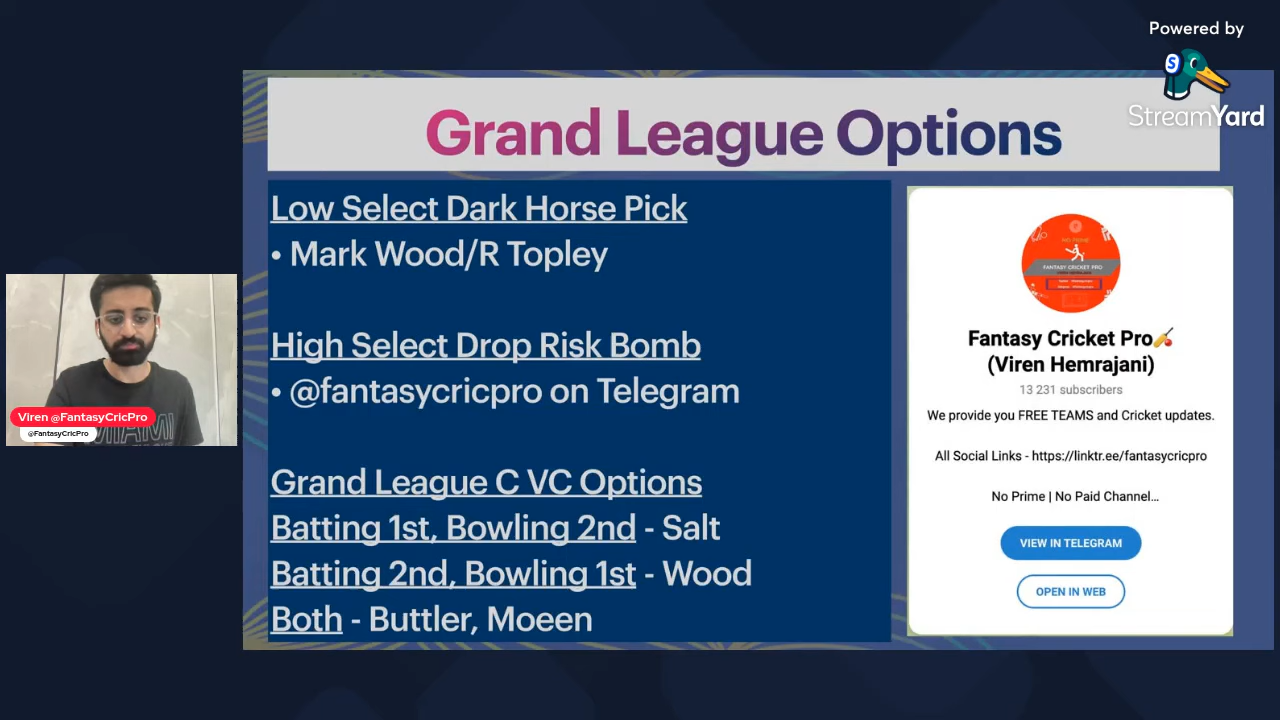 Powered by
StreamYard
Grand League Options
Low Select Dark Horse Pick
• Mark Wood/R Topley
High Select Drop Risk Bomb
• @fantasycricpro on Telegram
Grand League C VC Options
Batting 1st, Bowling 2nd - Salt
Batting 2nd, Bowling 1st - Wood
Both - Buttler, Moeen
FANTASY CRICKET PRO
Fantasy Cricket Pro🏏
(Viren Hemrajani)
13 231 subscribers
We provide you FREE TEAMS and Cricket updates.
All Social Links - https://linktr.ee/fantasycricpro
No Prime | No Paid Channel...
VIEW IN TELEGRAM
OPEN IN WEB
MIAMI
Viren @FantasyCricPro
@FantasyCricPro